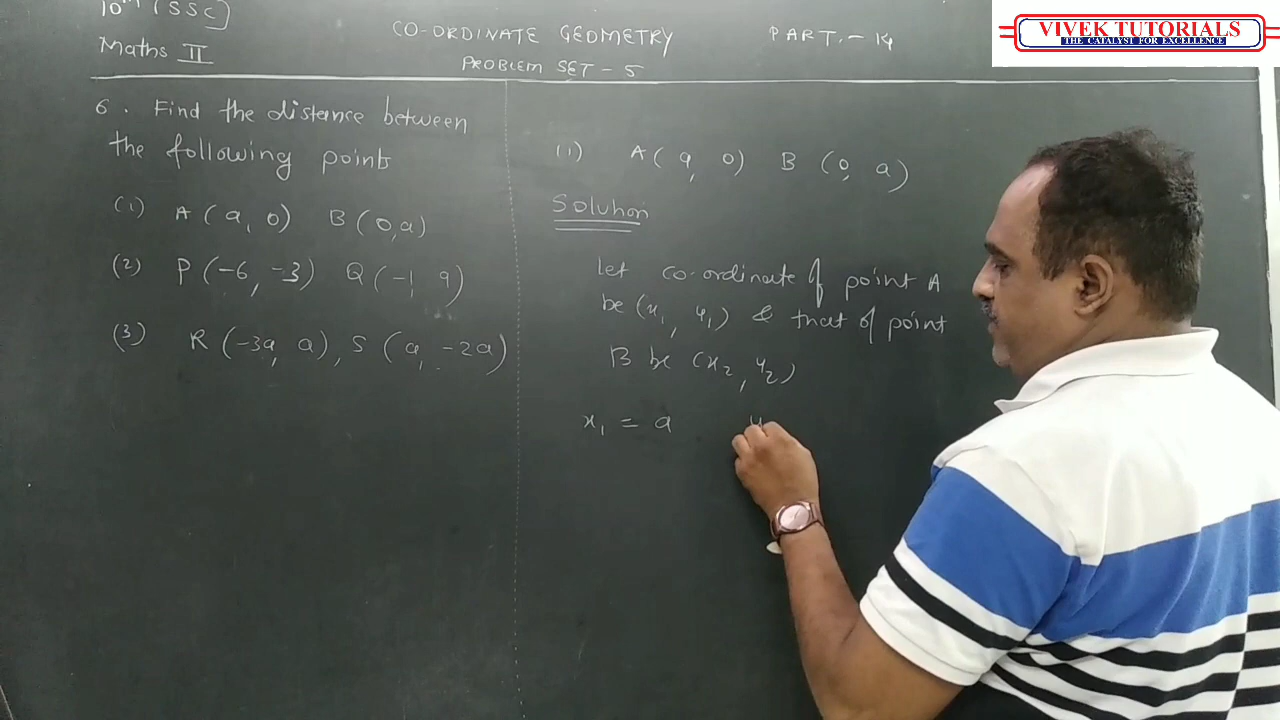 10th (SSC)
Maths II
CO-ORDINATE GEOMETRY PART - 14
PROBLEM SET - 5
VIVEK TUTORIALS
THE CATALYST FOR EXCELLENCE
6. Find the distance between
the following points
(1) A (a, 0) B (0, a)
(2) P (-6, -3) Q (-1, 9)
(3) R (-3a, a), S (a, -2a)
(1) A (a, 0) B (0, a)
Solution
let co-ordinate of point A
be (x₁, y₁) & that of point
B be (x₂, y₂)
x₁ = a y